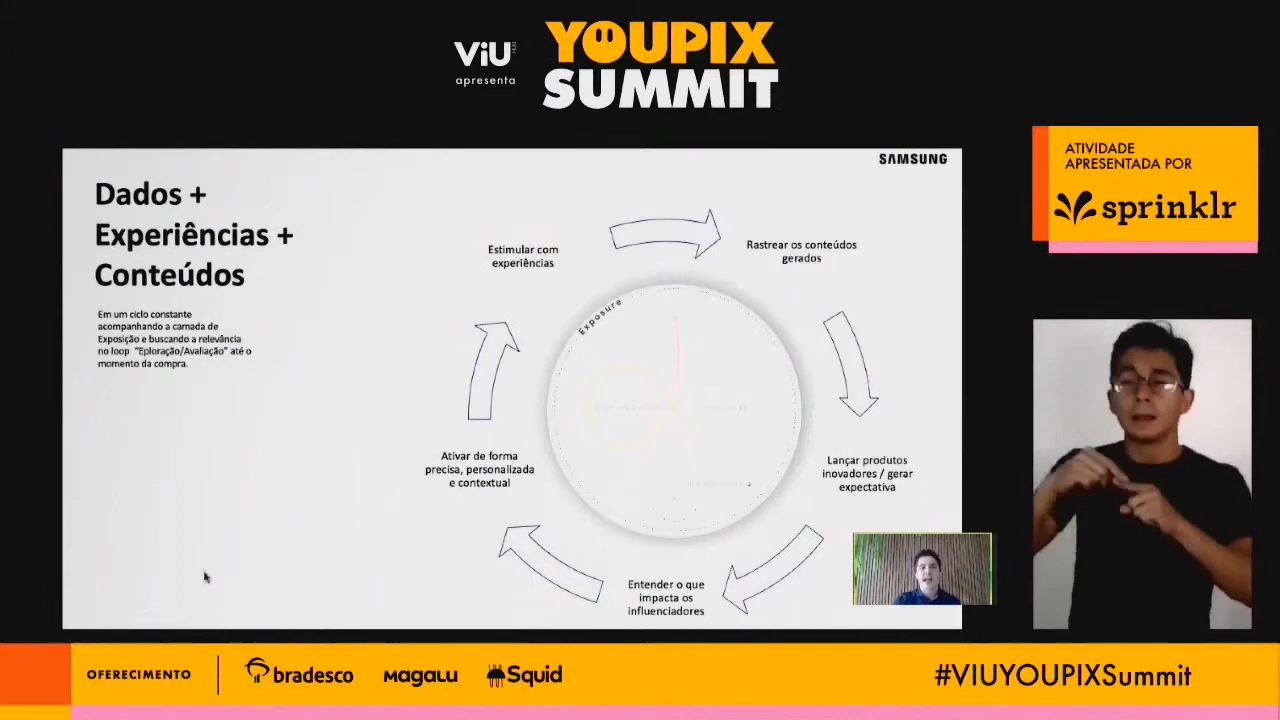 ViU
apresenta
YOUPIX
SUMMIT
ATIVIDADE
APRESENTADA POR
sprinklr
SAMSUNG
Dados +
Experiências +
Conteúdos
Em um ciclo constante
acompanhando a camada de
Exposição e buscando a relevância
no loop “Eploração/Avaliação” até o
momento da compra.
Estimular com
experiências
Rastrear os conteúdos
gerados
Exposure
Ativar de forma
precisa, personalizada
e contextual
Lançar produtos
inovadores / gerar
expectativa
Entender o que
impacta os
influenciadores
OFERECIMENTO
bradesco
magalu
Squid
#VIUYOUPIXSummit